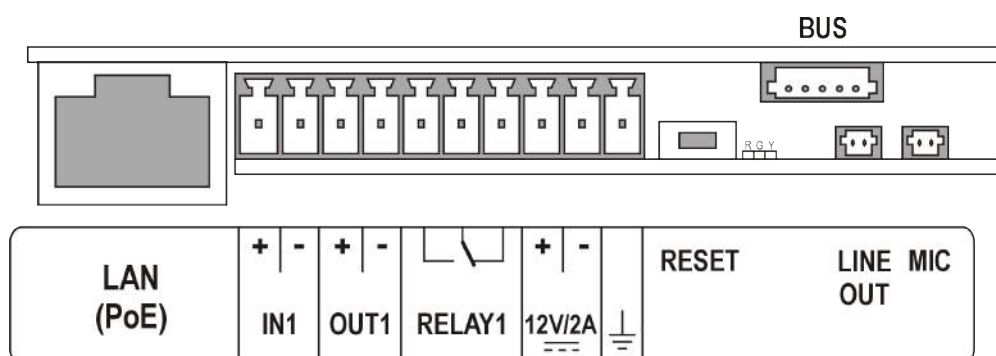 BUS
R G Y
+ - + - + -
LAN
(PoE)
IN1
OUT1
RELAY1
12V/2A
RESET
LINE
OUT
MIC